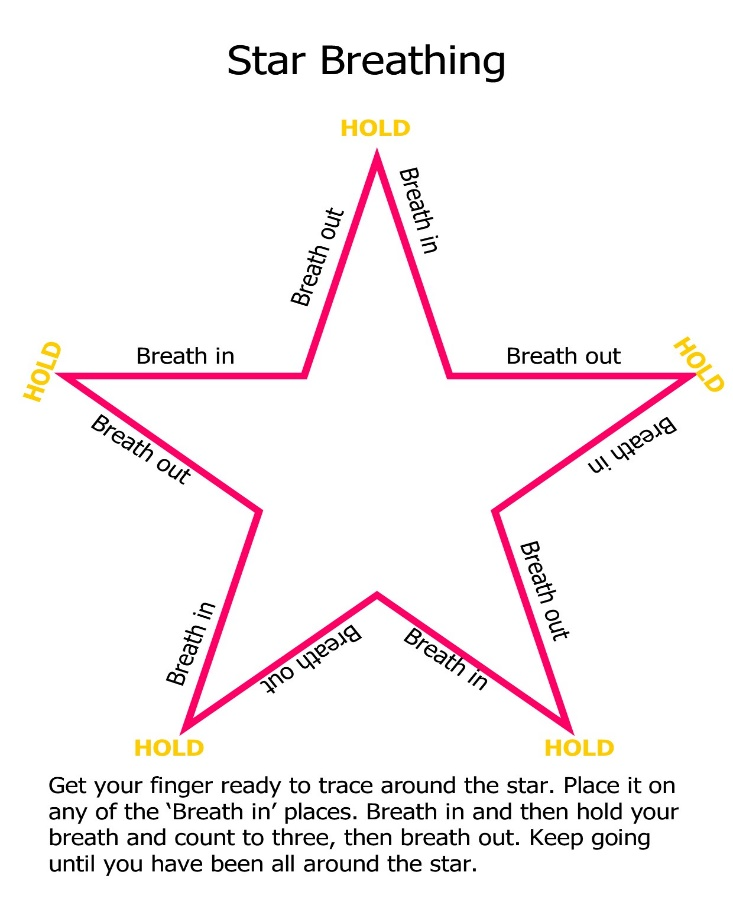 Star Breathing
HOLD
Breath out
Breath in
HOLD
Breath in
Breath out
HOLD
Breath out
Breath in
Breath in
Breath out
Breath out
Breath in
HOLD
HOLD
Get your finger ready to trace around the star. Place it on
any of the ‘Breath in’ places. Breath in and then hold your
breath and count to three, then breath out. Keep going
until you have been all around the star.